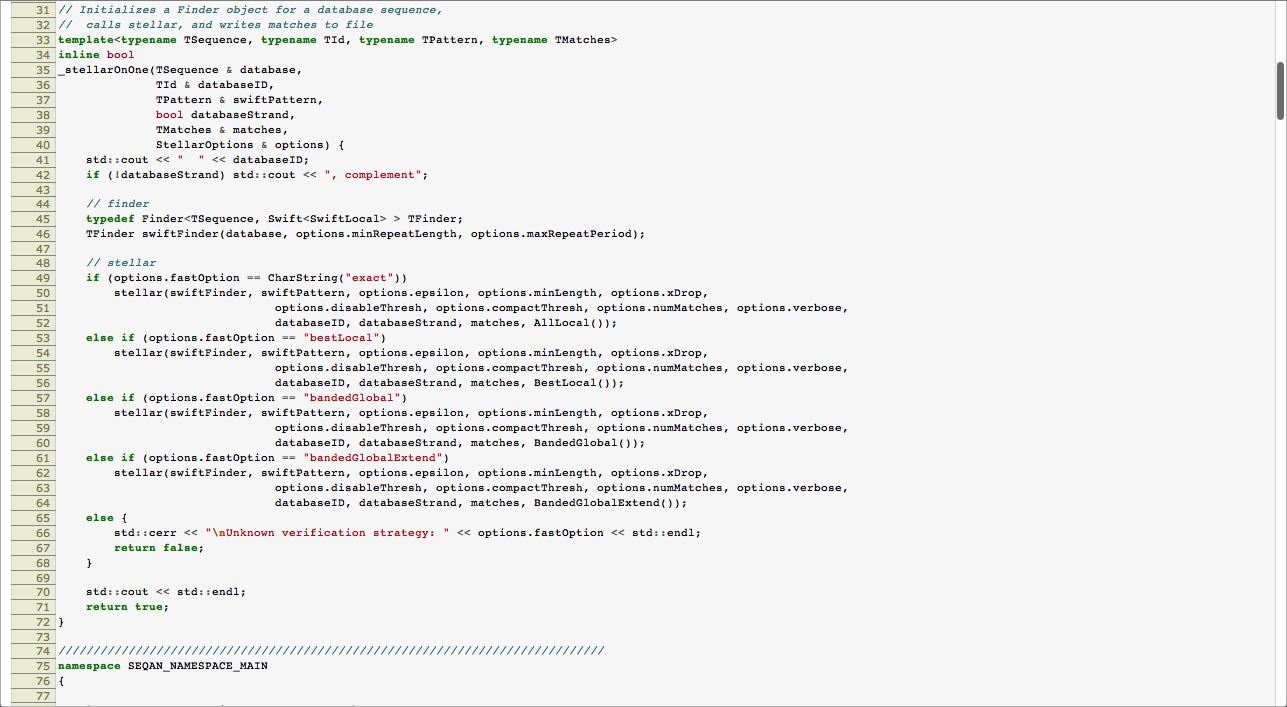 31 // Initializes a Finder object for a database sequence,
32 //  calls stellar, and writes matches to file
33 template<typename TSequence, typename TId, typename TPattern, typename TMatches>
34 inline bool
35 _stellarOnOne(TSequence & database,
36               TId & databaseID,
37               TPattern & swiftPattern,
38               bool databaseStrand,
39               TMatches & matches,
40               StellarOptions & options) {
41     std::cout << "  " << databaseID;
42     if (!databaseStrand) std::cout << ", complement";
43
44     // finder
45     typedef Finder<TSequence, Swift<SwiftLocal> > TFinder;
46     TFinder swiftFinder(database, options.minRepeatLength, options.maxRepeatPeriod);
47
48     // stellar
49     if (options.fastOption == CharString("exact"))
50         stellar(swiftFinder, swiftPattern, options.epsilon, options.minLength, options.xDrop,
51                                options.disableThresh, options.compactThresh, options.numMatches, options.verbose,
52                                databaseID, databaseStrand, matches, AllLocal());
53     else if (options.fastOption == "bestLocal")
54         stellar(swiftFinder, swiftPattern, options.epsilon, options.minLength, options.xDrop,
55                                options.disableThresh, options.compactThresh, options.numMatches, options.verbose,
56                                databaseID, databaseStrand, matches, BestLocal());
57     else if (options.fastOption == "bandedGlobal")
58         stellar(swiftFinder, swiftPattern, options.epsilon, options.minLength, options.xDrop,
59                                options.disableThresh, options.compactThresh, options.numMatches, options.verbose,
60                                databaseID, databaseStrand, matches, BandedGlobal());
61     else if (options.fastOption == "bandedGlobalExtend")
62         stellar(swiftFinder, swiftPattern, options.epsilon, options.minLength, options.xDrop,
63                                options.disableThresh, options.compactThresh, options.numMatches, options.verbose,
64                                databaseID, databaseStrand, matches, BandedGlobalExtend());
65     else {
66         std::cerr << "\nUnknown verification strategy: " << options.fastOption << std::endl;
67         return false;
68     }
69
70     std::cout << std::endl;
71     return true;
72 }
73
74 //////////////////////////////////////////////////////////////////////////////
75 namespace SEQAN_NAMESPACE_MAIN
76 {
77